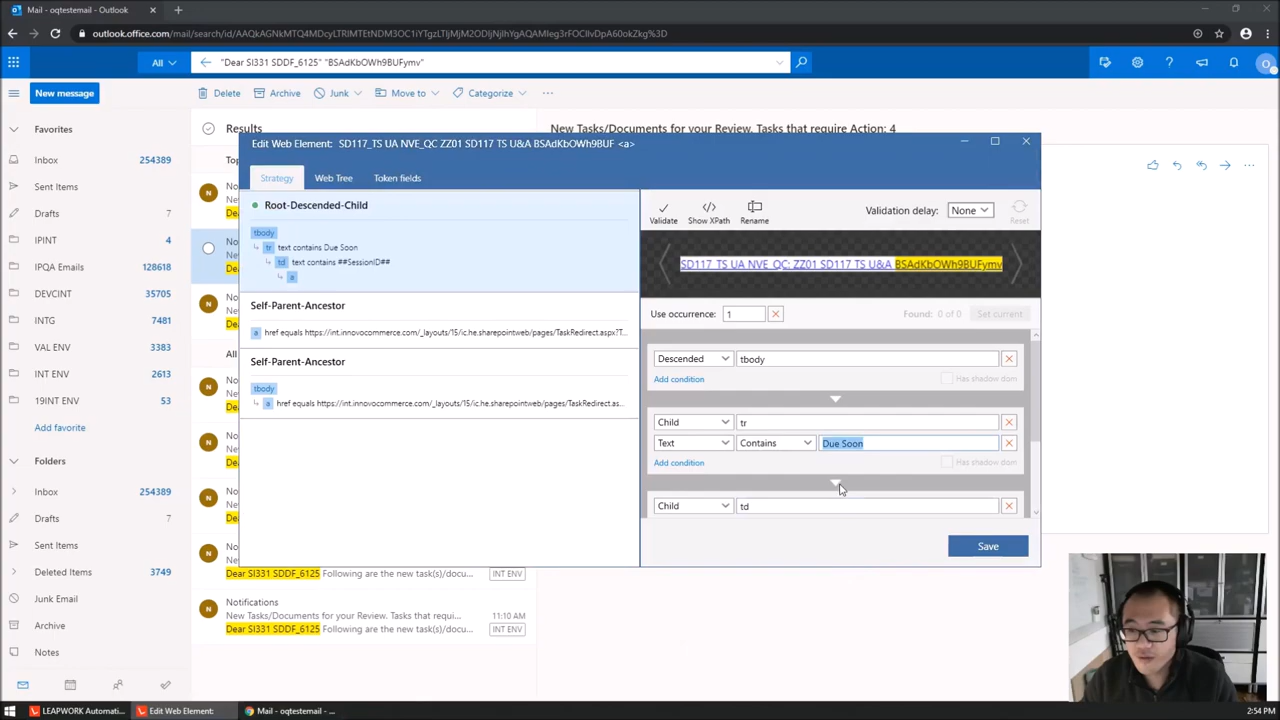 Mail - oqtestemail - Outlook
outlook.office.com/mail/search/id/
All
"Dear SI331 SDDF_6125" "BSAdKbOWh9BUFymv"
O
New message
Delete
Archive
Junk
Move to
Categorize
Favorites
Inbox 254389
Sent Items
Drafts 7
IPINT 4
IPQA Emails 128618
DEVCINT 35705
INTG 7481
VAL ENV 3383
INT ENV 2613
19INT ENV 53
Add favorite
Folders
Inbox 254389
Drafts 7
Sent Items
Deleted Items 3749
Junk Email
Archive
Notes
Results
New Tasks/Documents for your Review. Tasks that require Action: 4
Edit Web Element: SD117_TS UA NVE_QC ZZ01 SD117 TS U&A BSAdKbOWh9BUF <a>
Strategy
Web Tree
Token fields
Root-Descended-Child
tbody
tr text contains Due Soon
td text contains ##SessionID##
a
Self-Parent-Ancestor
a href equals https://int.innovocommerce.com/_layouts/15/ic.he.sharepointweb/pages/TaskRedirect.aspx?T...
Self-Parent-Ancestor
tbody
a href equals https://int.innovocommerce.com/_layouts/15/ic.he.sharepointweb/pages/TaskRedirect.as...
Validate
Show XPath
Rename
Validation delay: None
Reset
SD117_TS UA NVE_QC: ZZ01 SD117 TS U&A BSAdKbOWh9BUFymv
Use occurrence: 1
Found: 0 of 0
Set current
Descended tbody
Add condition
Has shadow dom
Child tr
Text Contains Due Soon
Add condition
Has shadow dom
Child td
Save
Dear SI331 SDDF_6125 Following are the new task(s)/docu... INT ENV
Notifications
New Tasks/Documents for your Review. Tasks that requi... 11:10 AM
Dear SI331 SDDF_6125 Following are the new task(s)/docu... INT ENV
LEAPWORK Automati...
Edit Web Element:
Mail - oqtestemail - ...
2:54 PM